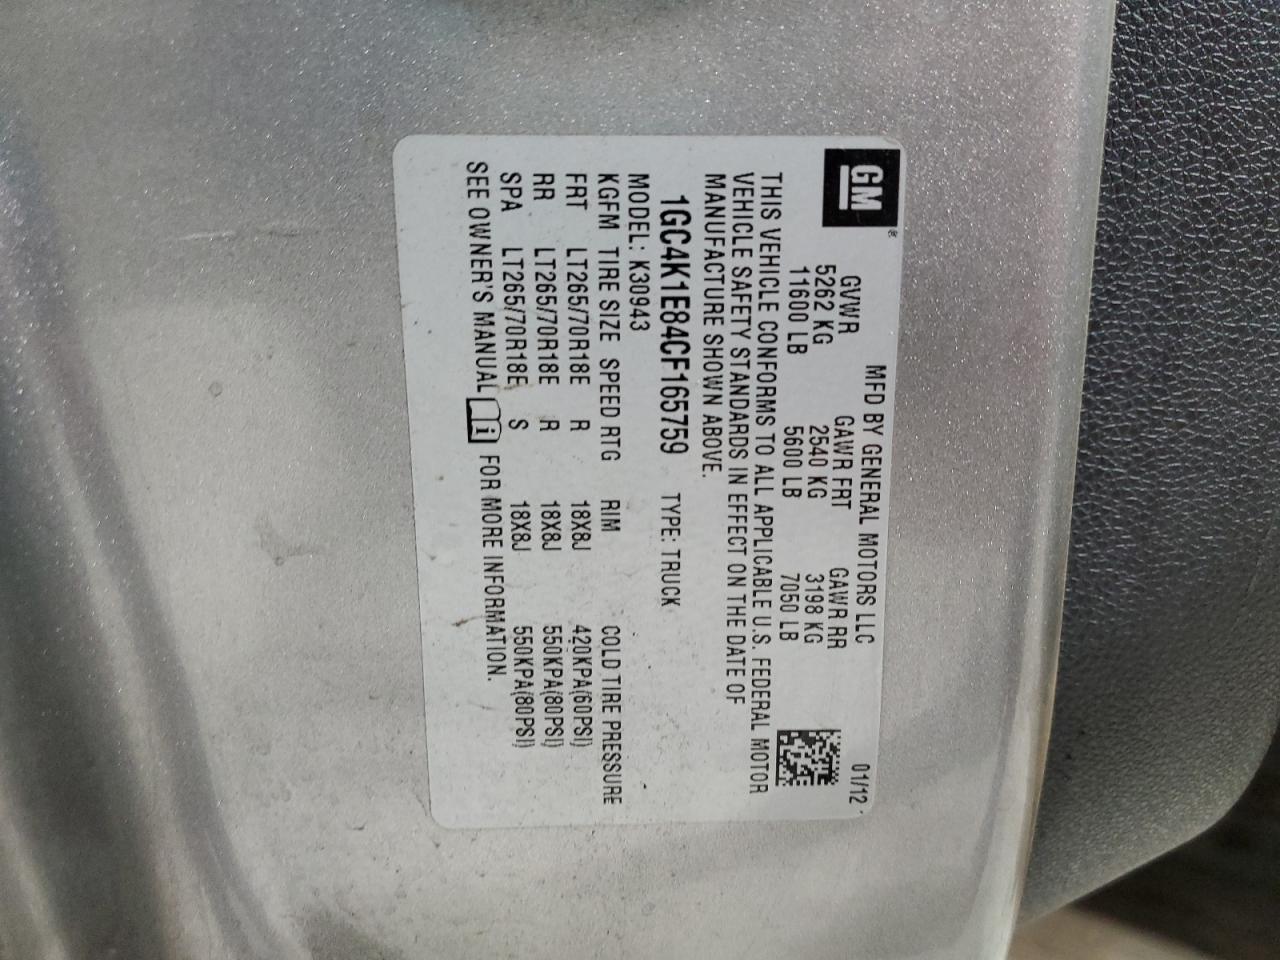 GM
MFD BY GENERAL MOTORS LLC 01/12
GVWR GAWR FRT GAWR RR
5262 KG 2540 KG 3198 KG
11600 LB 5600 LB 7050 LB
THIS VEHICLE CONFORMS TO ALL APPLICABLE U.S. FEDERAL MOTOR
VEHICLE SAFETY STANDARDS IN EFFECT ON THE DATE OF
MANUFACTURE SHOWN ABOVE.
1GC4K1E84CF165759 TYPE: TRUCK
MODEL: K30943
KGFM TIRE SIZE SPEED RTG RIM COLD TIRE PRESSURE
FRT LT265/70R18E R 18X8J 420KPA(60PSI)
RR LT265/70R18E R 18X8J 550KPA(80PSI)
SPA LT265/70R18E S 18X8J 550KPA(80PSI)
SEE OWNER'S MANUAL i FOR MORE INFORMATION.